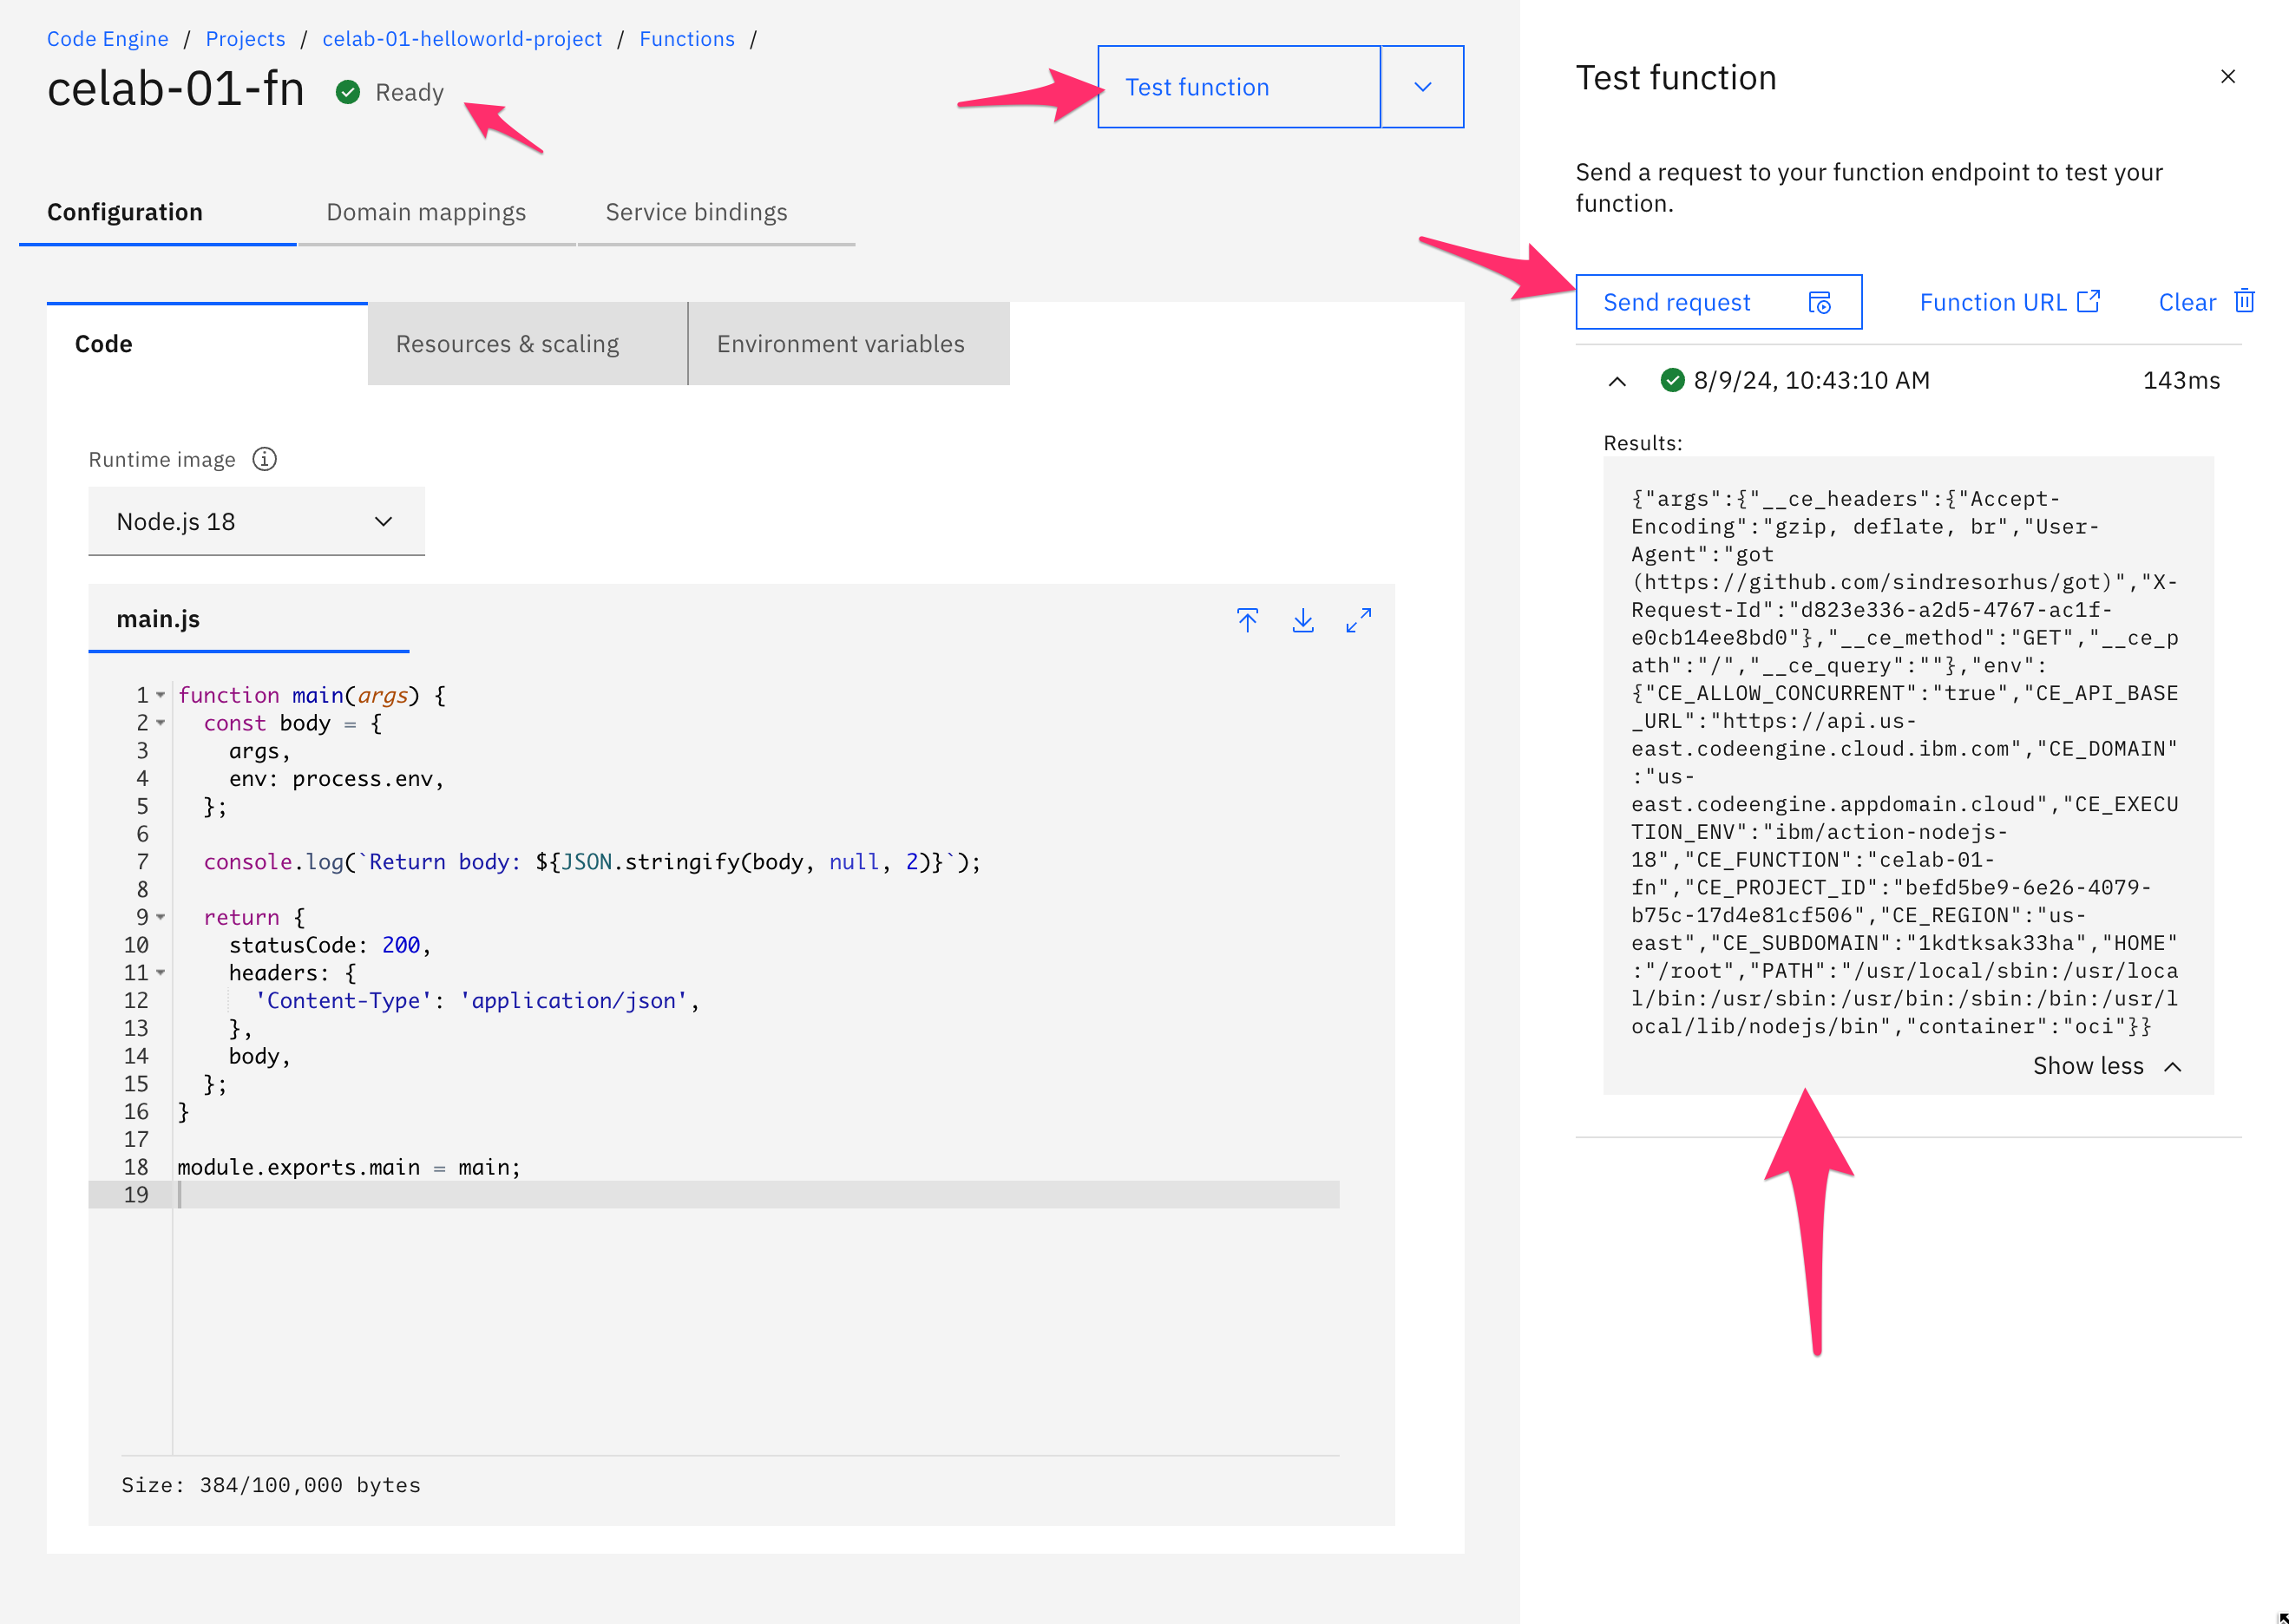 Code Engine / Projects / celab-01-helloworld-project / Functions /
celab-01-fn Ready
Test function
Configuration Domain mappings Service bindings
Code Resources & scaling Environment variables
Runtime image
Node.js 18
main.js
1 function main(args) {
2   const body = {
3     args,
4     env: process.env,
5   };
6
7   console.log(`Return body: ${JSON.stringify(body, null, 2)}`);
8
9   return {
10     statusCode: 200,
11     headers: {
12       'Content-Type': 'application/json',
13     },
14     body,
15   };
16 }
17
18 module.exports.main = main;
19
Size: 384/100,000 bytes
Test function
Send a request to your function endpoint to test your
function.
Send request Function URL Clear
8/9/24, 10:43:10 AM 143ms
Results:
{"args":{"__ce_headers":{"Accept-
Encoding":"gzip, deflate, br","User-
Agent":"got
(https://github.com/sindresorhus/got)","X-
Request-Id":"d823e336-a2d5-4767-ac1f-
e0cb14ee8bd0"},"__ce_method":"GET","__ce_p
ath":"/","__ce_query":""},"env":
{"CE_ALLOW_CONCURRENT":"true","CE_API_BASE
_URL":"https://api.us-
east.codeengine.cloud.ibm.com","CE_DOMAIN"
:"us-
east.codeengine.appdomain.cloud","CE_EXECU
TION_ENV":"ibm/action-nodejs-
18","CE_FUNCTION":"celab-01-
fn","CE_PROJECT_ID":"befd5be9-6e26-4079-
b75c-17d4e81cf506","CE_REGION":"us-
east","CE_SUBDOMAIN":"1kdtksak33ha","HOME"
:"/root","PATH":"/usr/local/sbin:/usr/loca
l/bin:/usr/sbin:/usr/bin:/sbin:/bin:/usr/l
ocal/lib/nodejs/bin","container":"oci"}}
Show less